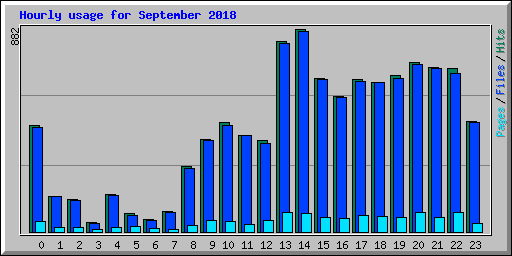 Hourly usage for September 2018
882
Pages / Files / Hits
0 1 2 3 4 5 6 7 8 9 10 11 12 13 14 15 16 17 18 19 20 21 22 23